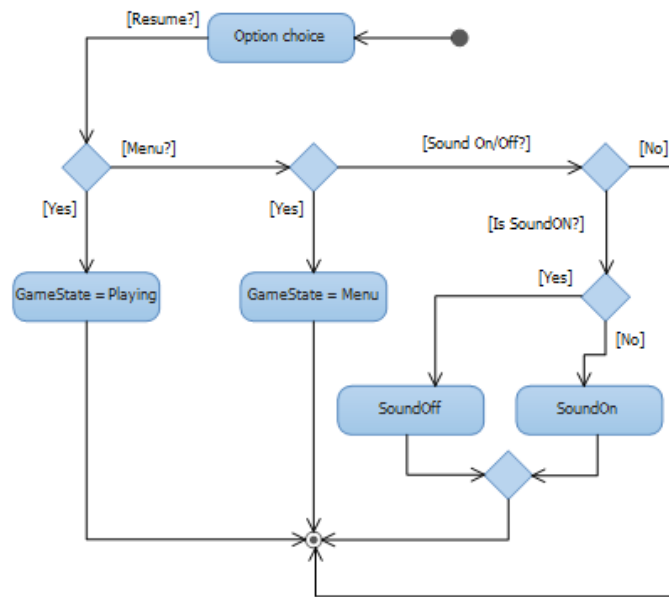 [Resume?]
Option choice
[Menu?]
[Sound On/Off?]
[No]
[Yes]
[Yes]
[Is SoundON?]
GameState = Playing
GameState = Menu
[Yes]
[No]
SoundOff
SoundOn